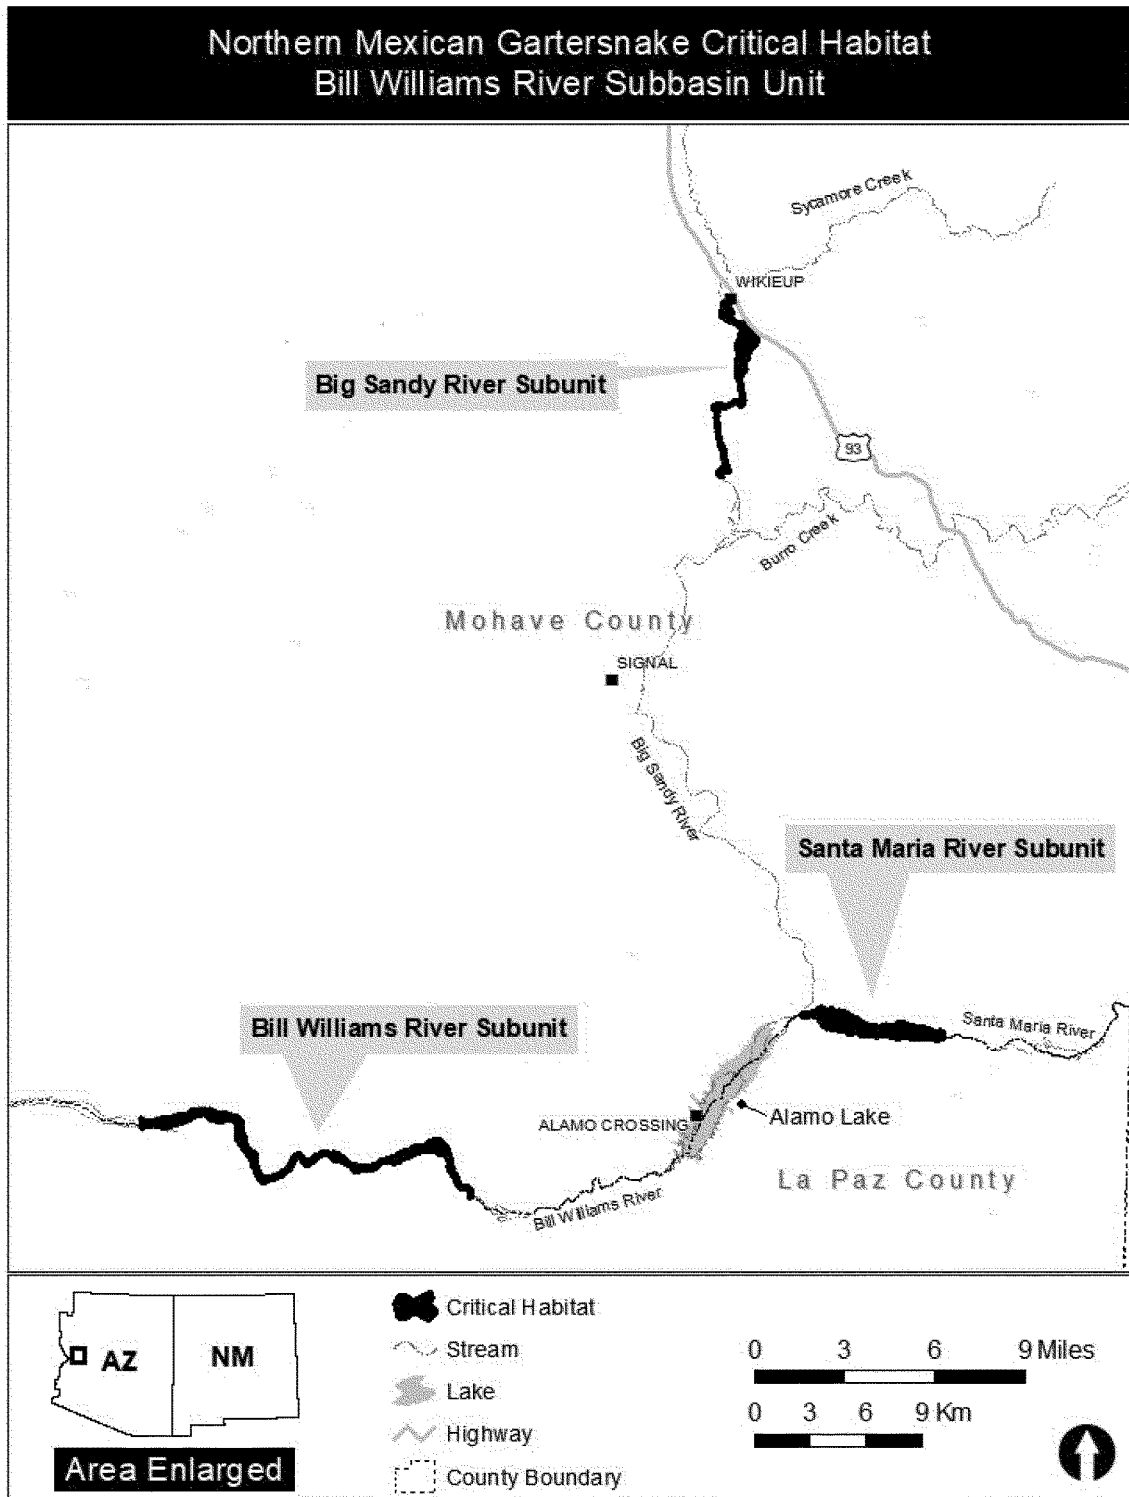 Northern Mexican Gartersnake Critical Habitat
Bill Williams River Subbasin Unit
Sycamore Creek
WIKIEUP
Big Sandy River Subunit
93
Burro Creek
Mohave County
SIGNAL
Big Sandy River
Santa Maria River Subunit
Bill Williams River Subunit
Santa Maria River
ALAMO CROSSING
Alamo Lake
La Paz County
Bill Williams River
AZ
NM
Area Enlarged
Critical Habitat
Stream
Lake
Highway
County Boundary
0 3 6 9 Miles
0 3 6 9 Km